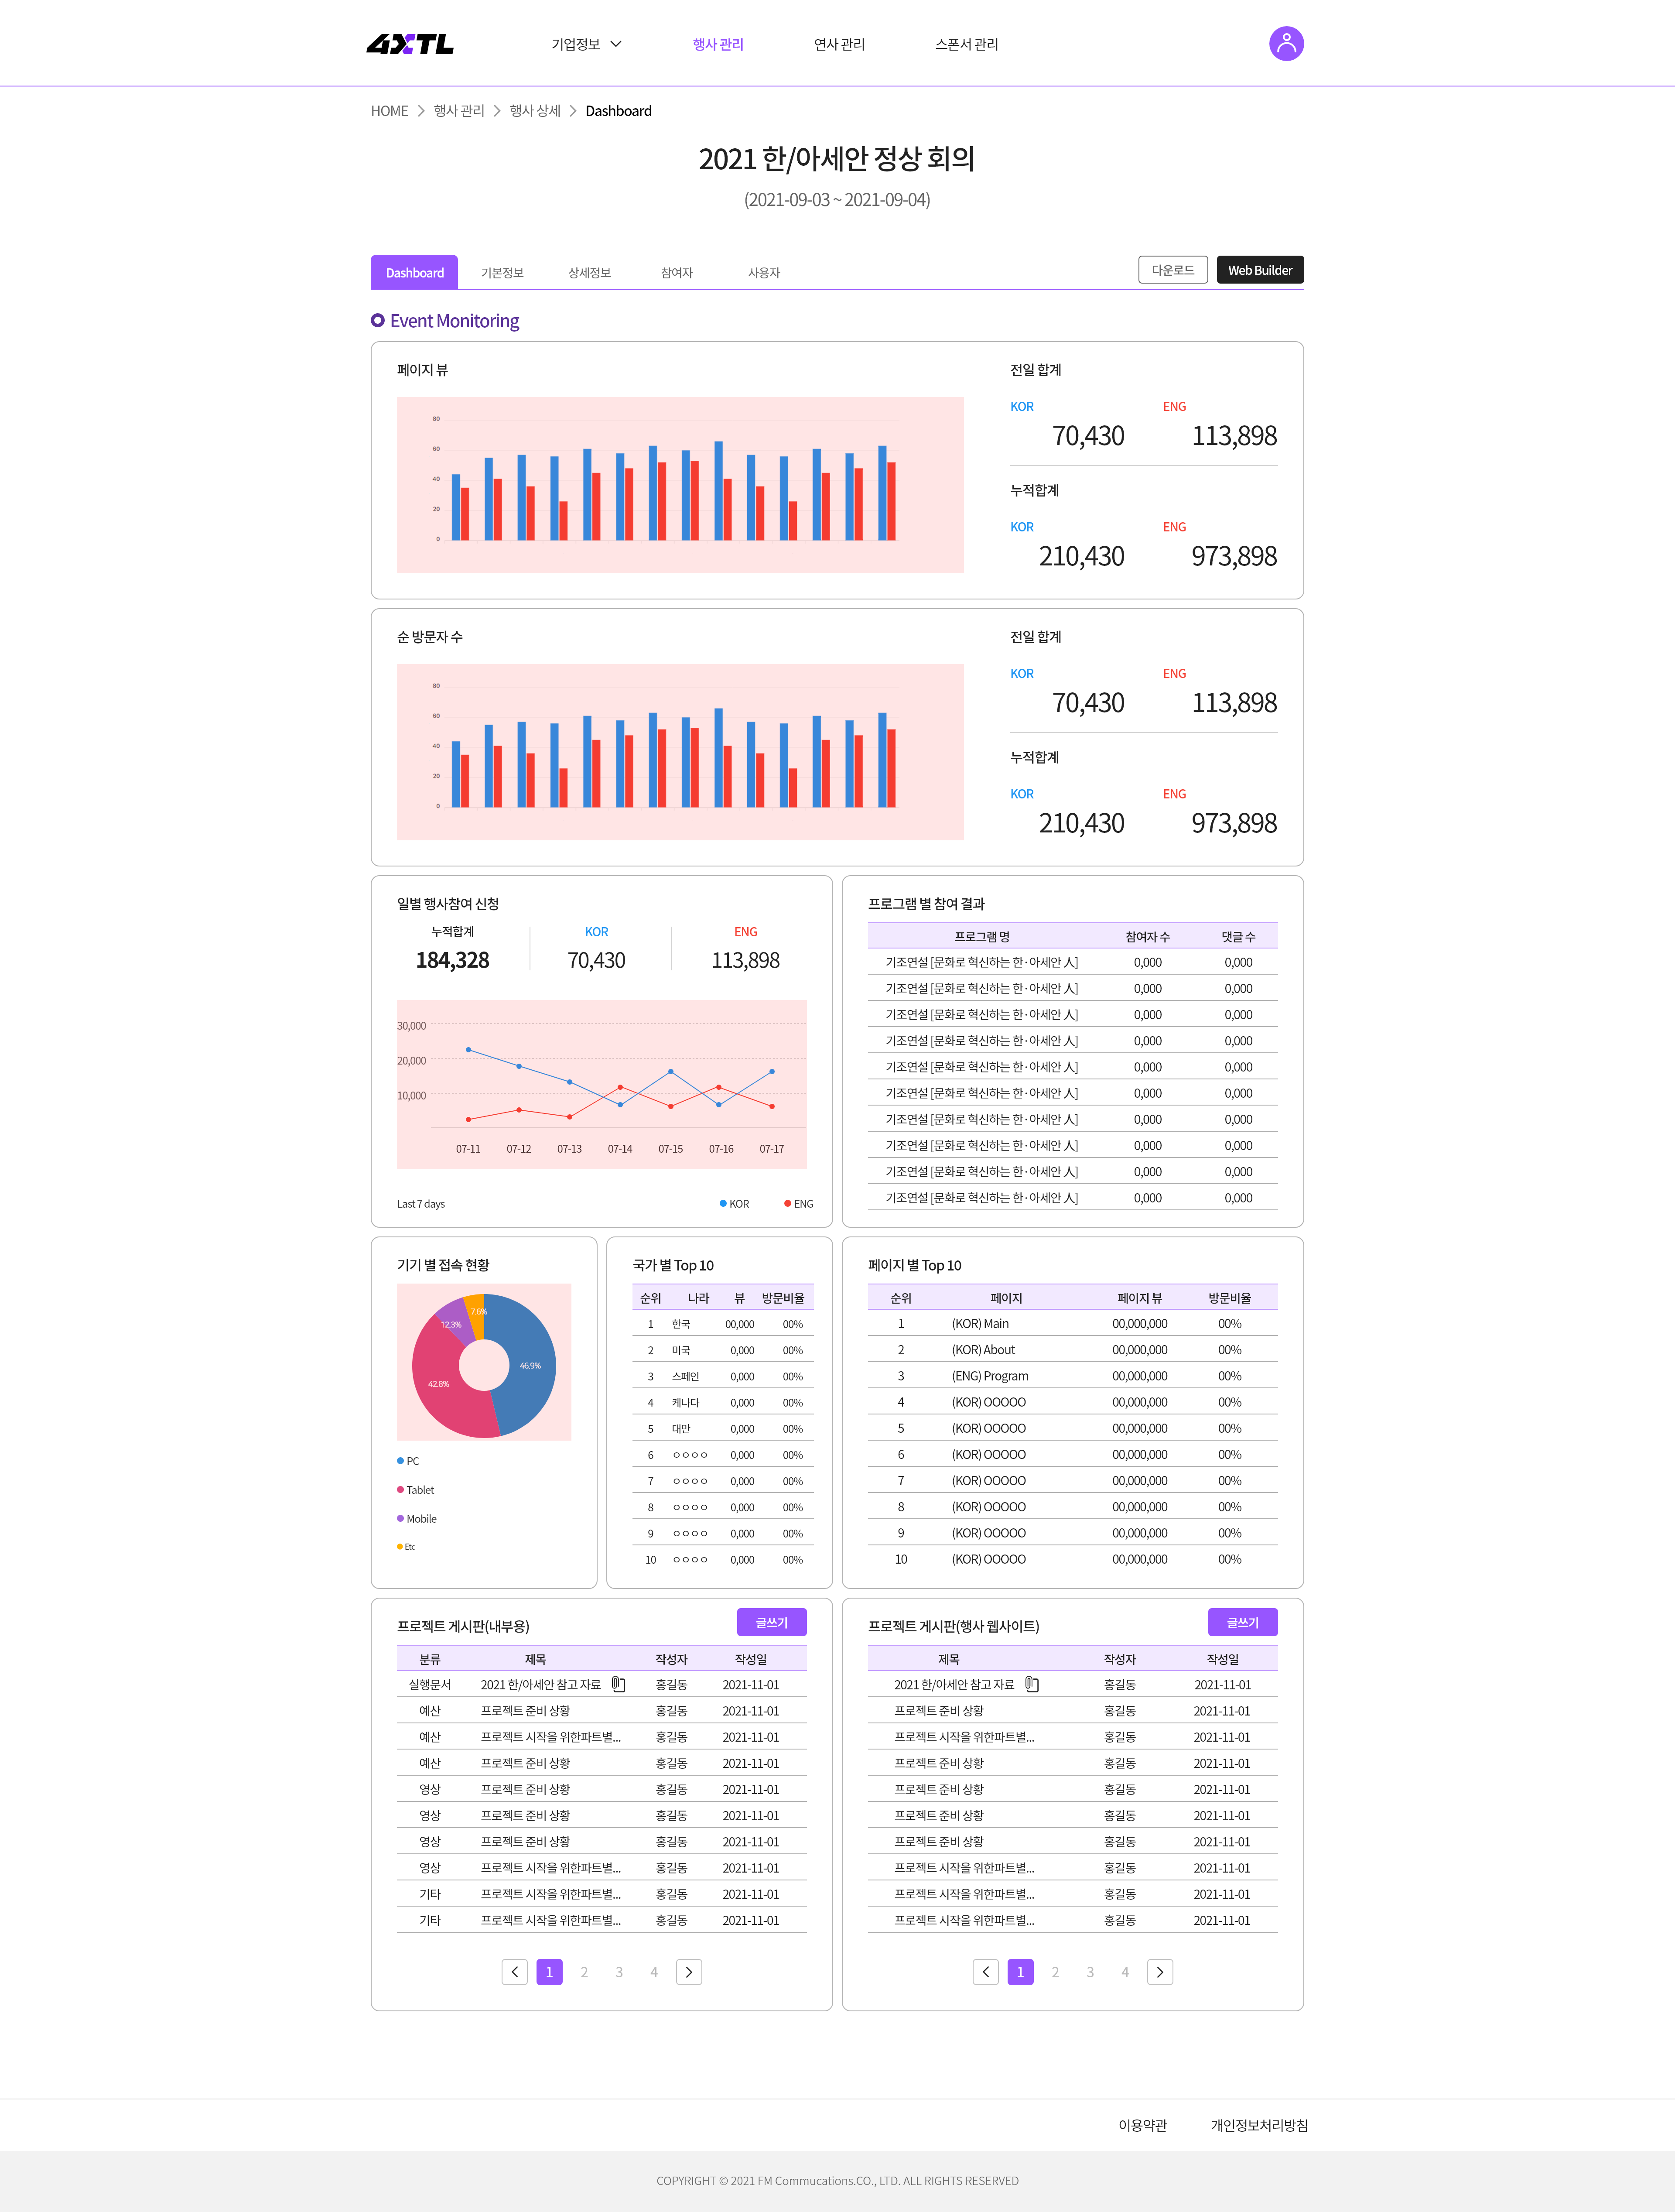 4XTL
기업정보 행사 관리 연사 관리 스폰서 관리
HOME 행사 관리 행사 상세 Dashboard
2021 한/아세안 정상 회의
(2021-09-03 ~ 2021-09-04)
Dashboard 기본정보 상세정보 참여자 사용자 다운로드 Web Builder
Event Monitoring
페이지 뷰
80
60
40
20
0
전일 합계
KOR ENG
70,430 113,898
누적합계
KOR ENG
210,430 973,898
순 방문자 수
80
60
40
20
0
전일 합계
KOR ENG
70,430 113,898
누적합계
KOR ENG
210,430 973,898
일별 행사참여 신청
누적합계 KOR ENG
184,328 70,430 113,898
30,000
20,000
10,000
07-11 07-12 07-13 07-14 07-15 07-16 07-17
Last 7 days KOR ENG
프로그램 별 참여 결과
프로그램 명 참여자 수 댓글 수
기조연설 [문화로 혁신하는 한·아세안 人] 0,000 0,000
기조연설 [문화로 혁신하는 한·아세안 人] 0,000 0,000
기조연설 [문화로 혁신하는 한·아세안 人] 0,000 0,000
기조연설 [문화로 혁신하는 한·아세안 人] 0,000 0,000
기조연설 [문화로 혁신하는 한·아세안 人] 0,000 0,000
기조연설 [문화로 혁신하는 한·아세안 人] 0,000 0,000
기조연설 [문화로 혁신하는 한·아세안 人] 0,000 0,000
기조연설 [문화로 혁신하는 한·아세안 人] 0,000 0,000
기조연설 [문화로 혁신하는 한·아세안 人] 0,000 0,000
기조연설 [문화로 혁신하는 한·아세안 人] 0,000 0,000
기기 별 접속 현황
7.6%
12.3%
46.9%
42.8%
PC
Tablet
Mobile
Etc
국가 별 Top 10
순위 나라 뷰 방문비율
1 한국 00,000 00%
2 미국 0,000 00%
3 스페인 0,000 00%
4 케나다 0,000 00%
5 대만 0,000 00%
6 ㅇㅇㅇㅇ 0,000 00%
7 ㅇㅇㅇㅇ 0,000 00%
8 ㅇㅇㅇㅇ 0,000 00%
9 ㅇㅇㅇㅇ 0,000 00%
10 ㅇㅇㅇㅇ 0,000 00%
페이지 별 Top 10
순위 페이지 페이지 뷰 방문비율
1 (KOR) Main 00,000,000 00%
2 (KOR) About 00,000,000 00%
3 (ENG) Program 00,000,000 00%
4 (KOR) OOOOO 00,000,000 00%
5 (KOR) OOOOO 00,000,000 00%
6 (KOR) OOOOO 00,000,000 00%
7 (KOR) OOOOO 00,000,000 00%
8 (KOR) OOOOO 00,000,000 00%
9 (KOR) OOOOO 00,000,000 00%
10 (KOR) OOOOO 00,000,000 00%
프로젝트 게시판(내부용) 글쓰기
분류 제목 작성자 작성일
실행문서 2021 한/아세안 참고 자료 홍길동 2021-11-01
예산 프로젝트 준비 상황 홍길동 2021-11-01
예산 프로젝트 시작을 위한파트별... 홍길동 2021-11-01
예산 프로젝트 준비 상황 홍길동 2021-11-01
영상 프로젝트 준비 상황 홍길동 2021-11-01
영상 프로젝트 준비 상황 홍길동 2021-11-01
영상 프로젝트 준비 상황 홍길동 2021-11-01
영상 프로젝트 시작을 위한파트별... 홍길동 2021-11-01
기타 프로젝트 시작을 위한파트별... 홍길동 2021-11-01
기타 프로젝트 시작을 위한파트별... 홍길동 2021-11-01
1 2 3 4
프로젝트 게시판(행사 웹사이트) 글쓰기
제목 작성자 작성일
2021 한/아세안 참고 자료 홍길동 2021-11-01
프로젝트 준비 상황 홍길동 2021-11-01
프로젝트 시작을 위한파트별... 홍길동 2021-11-01
프로젝트 준비 상황 홍길동 2021-11-01
프로젝트 준비 상황 홍길동 2021-11-01
프로젝트 준비 상황 홍길동 2021-11-01
프로젝트 준비 상황 홍길동 2021-11-01
프로젝트 시작을 위한파트별... 홍길동 2021-11-01
프로젝트 시작을 위한파트별... 홍길동 2021-11-01
프로젝트 시작을 위한파트별... 홍길동 2021-11-01
1 2 3 4
이용약관 개인정보처리방침
COPYRIGHT © 2021 FM Commucations.CO., LTD. ALL RIGHTS RESERVED